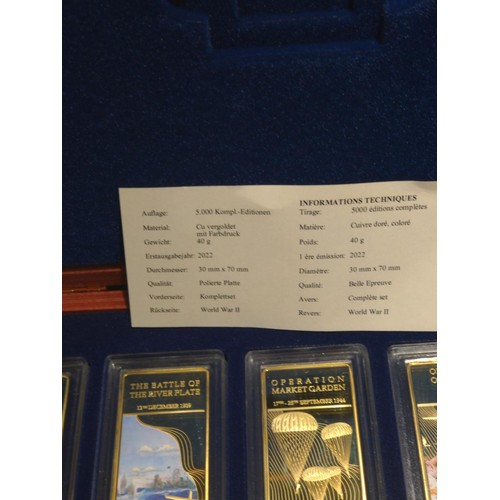 INFORMATIONS TECHNIQUES
Auflage: 5.000 Kompl.-Editionen
Tirage: 5000 éditions complètes
Material: Cu vergoldet
mit Farbdruck
Matière: Cuivre doré, coloré
Gewicht: 40 g
Poids: 40 g
Erstausgabejahr: 2022
1 ère émission: 2022
Durchmesser: 30 mm x 70 mm
Diamètre: 30 mm x 70 mm
Qualität: Polierte Platte
Qualité: Belle Epreuve
Vorderseite: Komplettset
Avers: Complète set
Rückseite: World War II
Revers: World War II
THE BATTLE OF
THE RIVER PLATE
13TH DECEMBER 1939
OPERATION
MARKET GARDEN
17TH - 25TH SEPTEMBER 1944